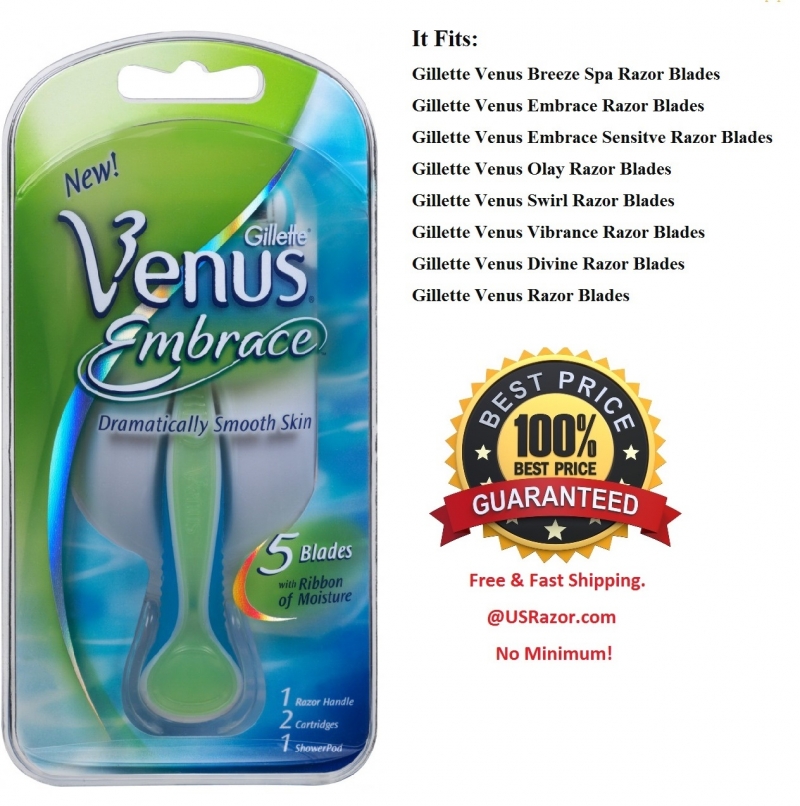 New!
Gillette
Venus
Embrace
Dramatically Smooth Skin
5 Blades
with Ribbon
of Moisture
1 Razor Handle
2 Cartridges
1 ShowerPod
It Fits:
Gillette Venus Breeze Spa Razor Blades
Gillette Venus Embrace Razor Blades
Gillette Venus Embrace Sensitve Razor Blades
Gillette Venus Olay Razor Blades
Gillette Venus Swirl Razor Blades
Gillette Venus Vibrance Razor Blades
Gillette Venus Divine Razor Blades
Gillette Venus Razor Blades
BEST PRICE
100%
BEST PRICE
GUARANTEED
Free & Fast Shipping.
@USRazor.com
No Minimum!